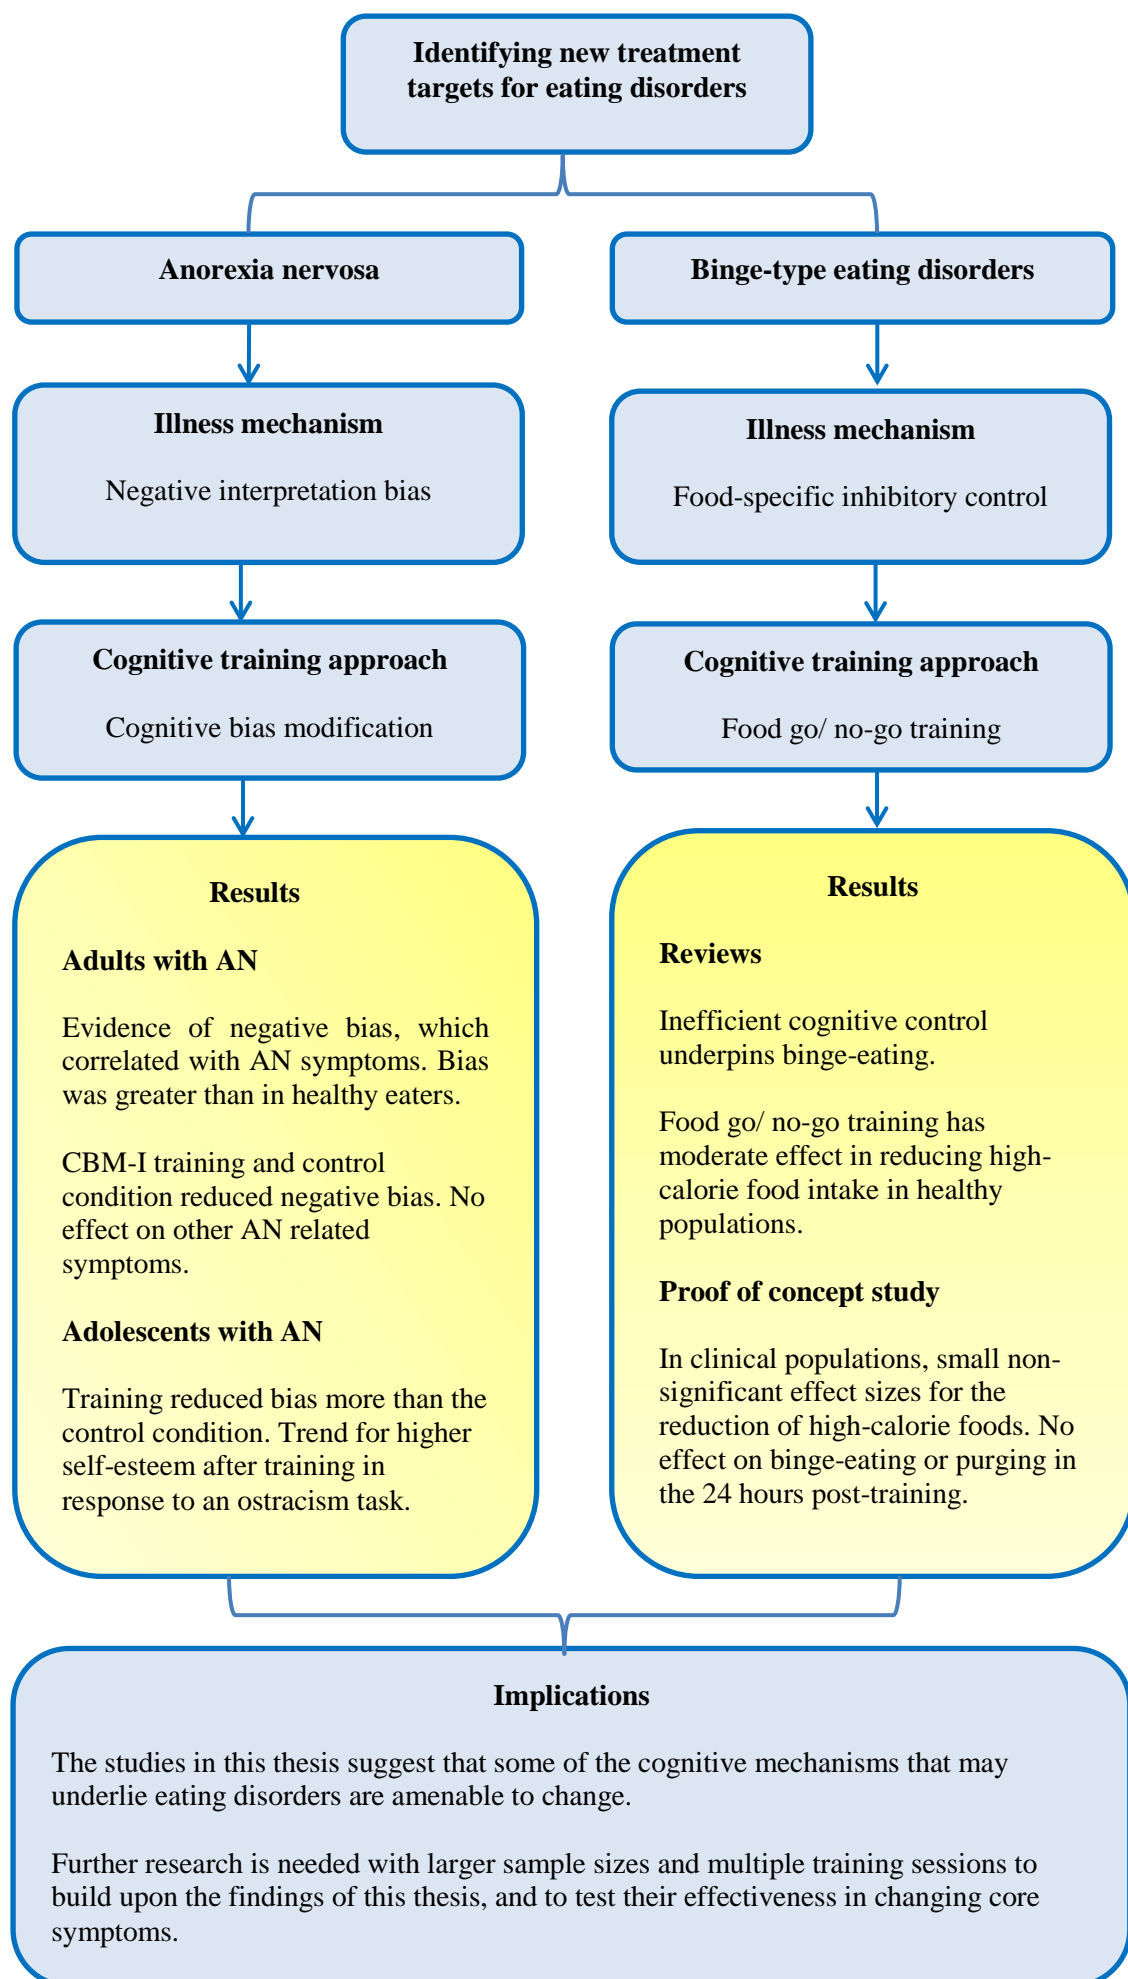 Identifying new treatment
targets for eating disorders
Anorexia nervosa
Binge-type eating disorders
Illness mechanism
Negative interpretation bias
Illness mechanism
Food-specific inhibitory control
Cognitive training approach
Cognitive bias modification
Cognitive training approach
Food go/ no-go training
Results
Adults with AN
Evidence of negative bias, which
correlated with AN symptoms. Bias
was greater than in healthy eaters.
CBM-I training and control
condition reduced negative bias. No
effect on other AN related
symptoms.
Adolescents with AN
Training reduced bias more than the
control condition. Trend for higher
self-esteem after training in
response to an ostracism task.
Results
Reviews
Inefficient cognitive control
underpins binge-eating.
Food go/ no-go training has
moderate effect in reducing high-
calorie food intake in healthy
populations.
Proof of concept study
In clinical populations, small non-
significant effect sizes for the
reduction of high-calorie foods. No
effect on binge-eating or purging in
the 24 hours post-training.
Implications
The studies in this thesis suggest that some of the cognitive mechanisms that may
underlie eating disorders are amenable to change.
Further research is needed with larger sample sizes and multiple training sessions to
build upon the findings of this thesis, and to test their effectiveness in changing core
symptoms.